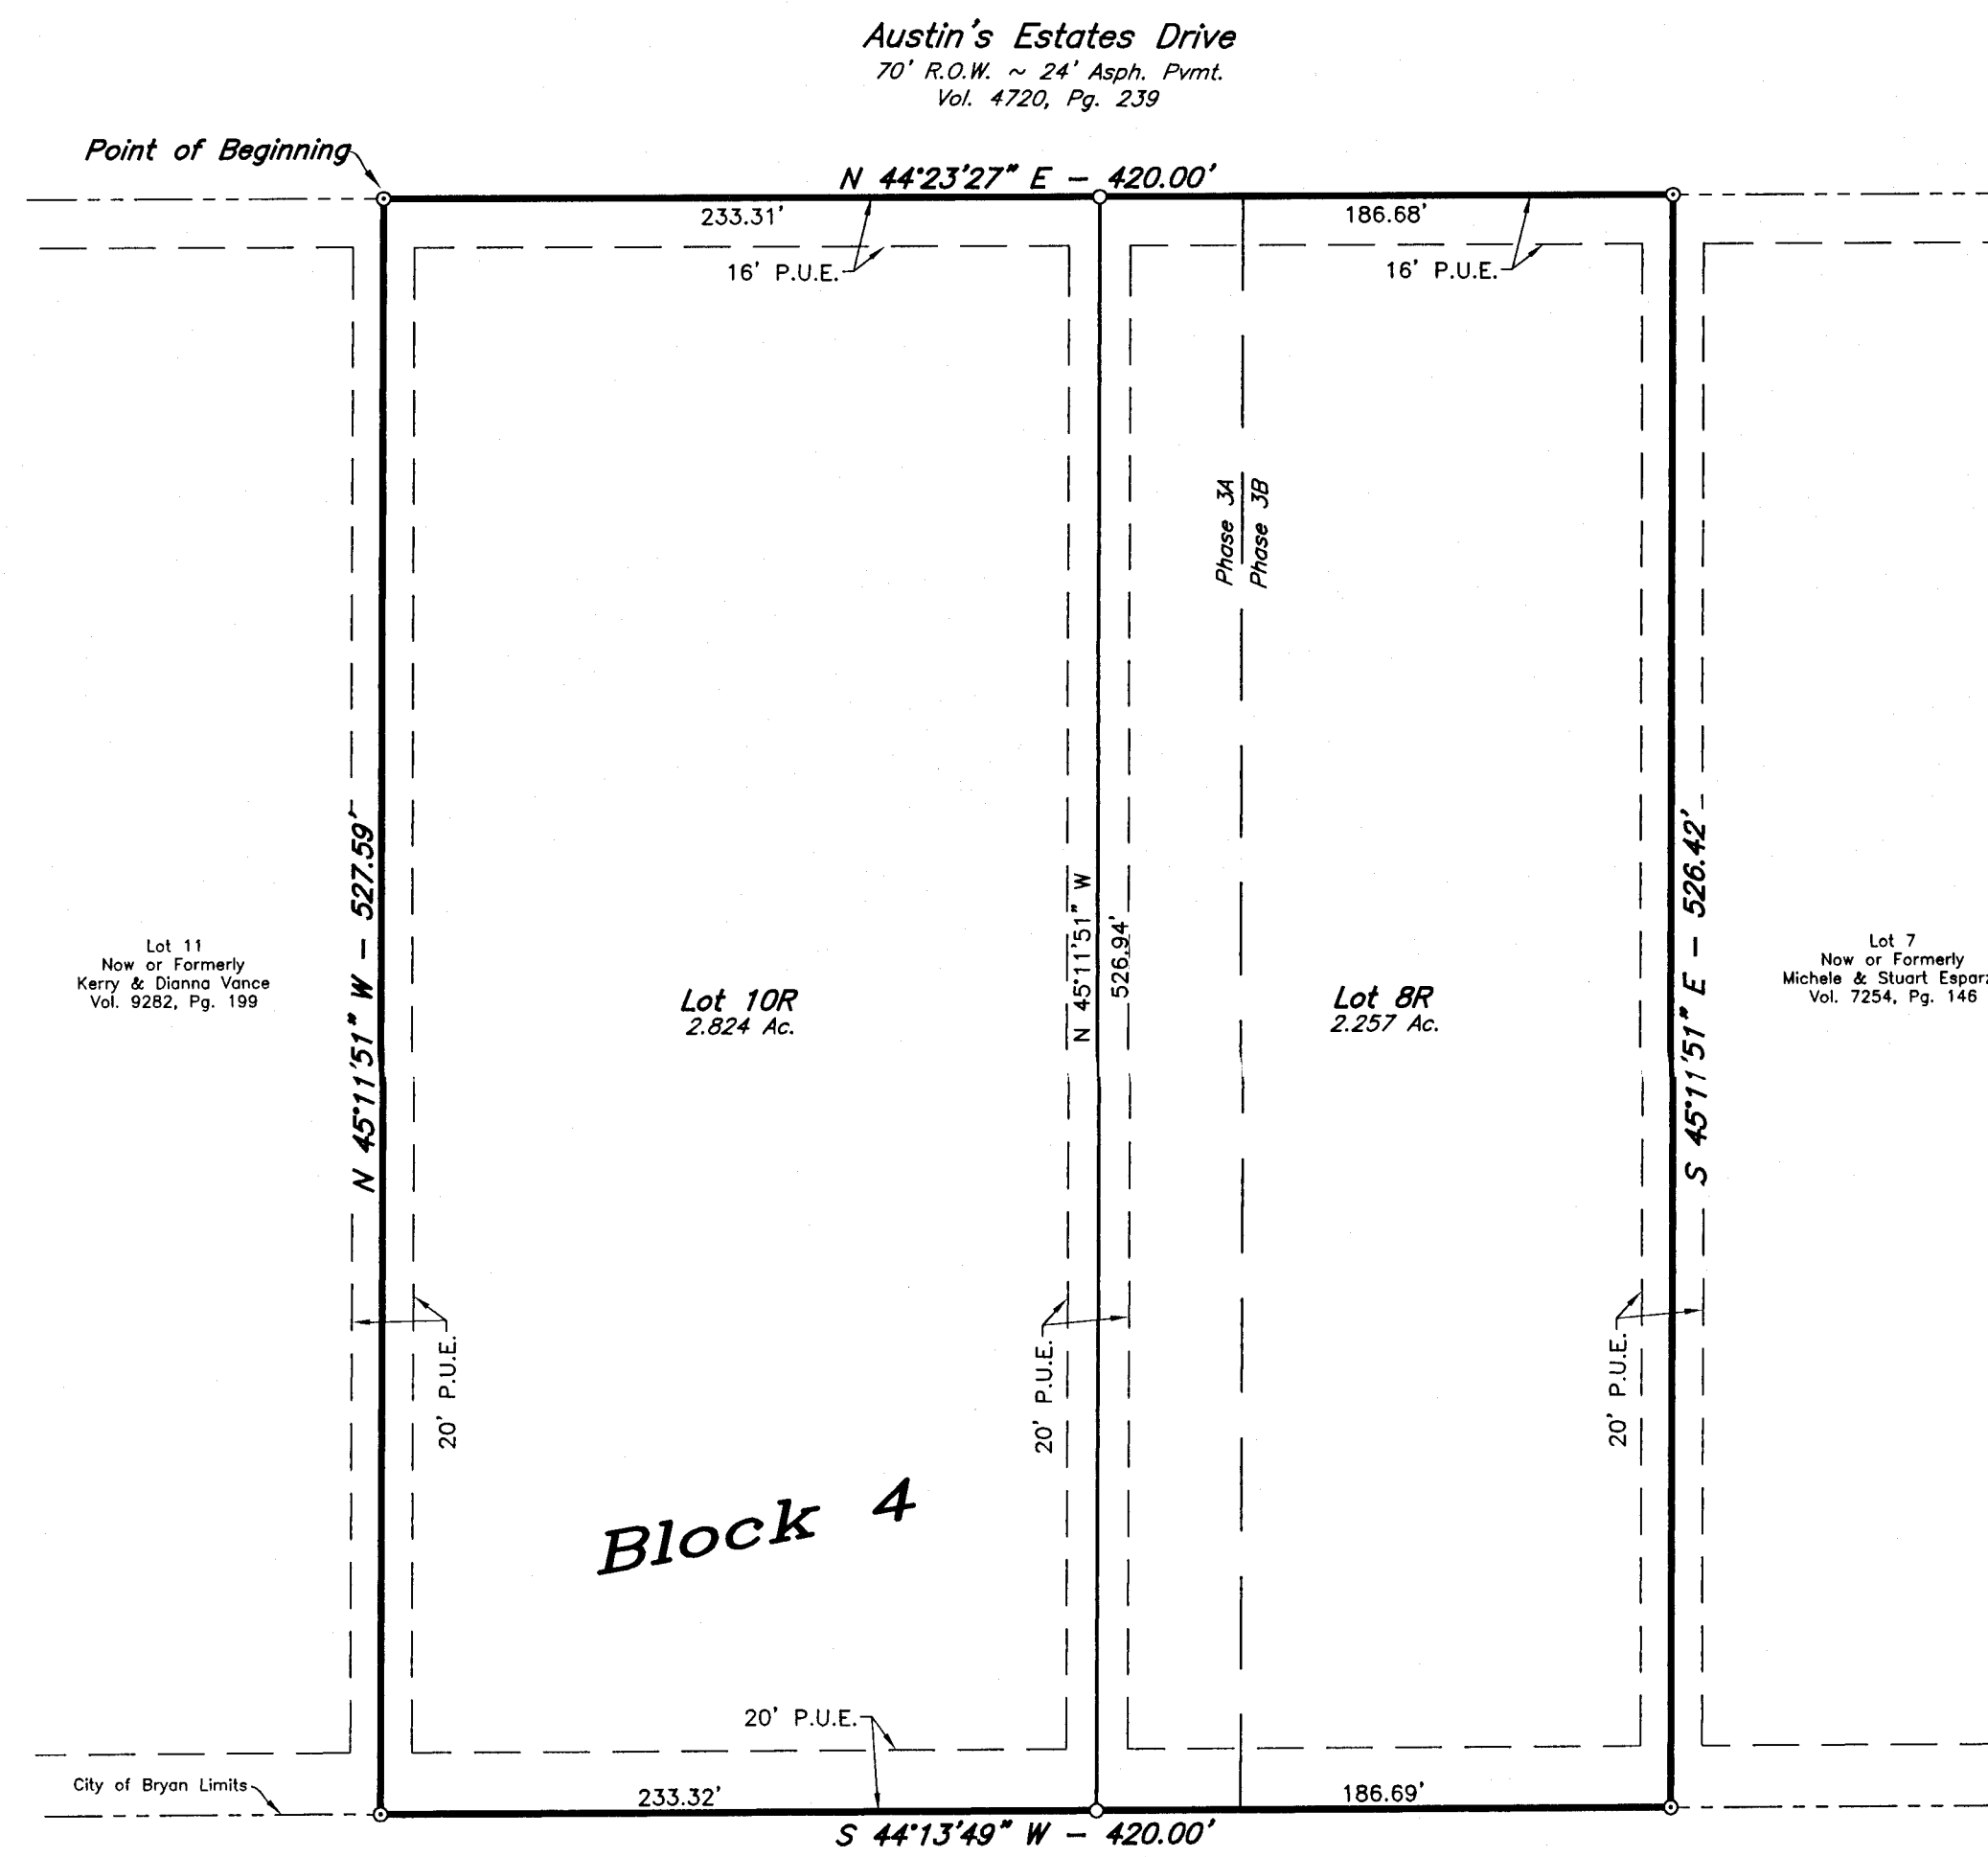 Austin's Estates Drive
70' R.O.W. ~ 24' Asph. Pvmt.
Vol. 4720, Pg. 239
Point of Beginning
N 44°23'27" E - 420.00'
233.31'
186.68'
16' P.U.E.
16' P.U.E.
Phase 3A
Phase 3B
N 45°11'51" W - 527.59'
N 45°11'51" W
526.94'
S 45°11'51" E - 526.42'
Lot 11
Now or Formerly
Kerry & Dianna Vance
Vol. 9282, Pg. 199
Lot 10R
2.824 Ac.
Lot 8R
2.257 Ac.
Lot 7
Now or Formerly
Michele & Stuart Esparz
Vol. 7254, Pg. 146
20' P.U.E.
20' P.U.E.
20' P.U.E.
Block 4
20' P.U.E.
City of Bryan Limits
233.32'
186.69'
S 44°13'49" W - 420.00'